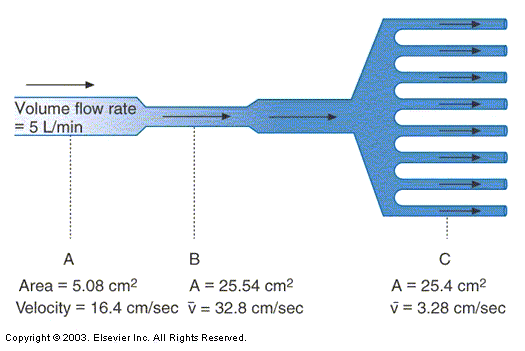 Volume flow rate
= 5 L/min
A
B
C
Area = 5.08 cm²
A = 25.54 cm²
A = 25.4 cm²
Velocity = 16.4 cm/sec
v̄ = 32.8 cm/sec
v̄ = 3.28 cm/sec
Copyright © 2003. Elsevier Inc. All Rights Reserved.